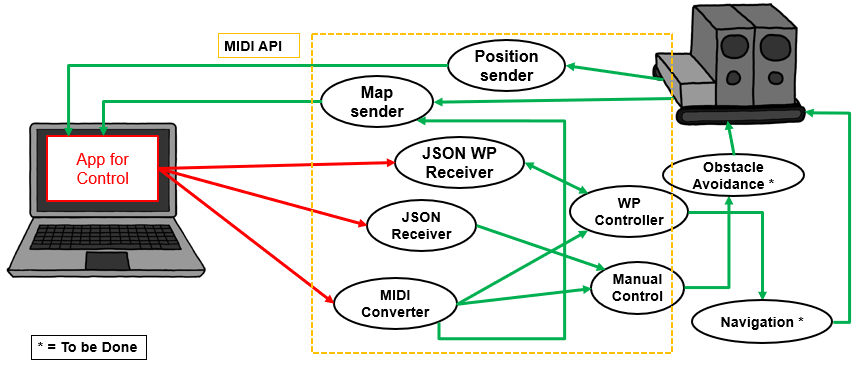 MIDI API
Position
sender
Map
sender
App for
Control
JSON WP
Receiver
Obstacle
Avoidance *
WP
Controller
JSON
Receiver
MIDI
Converter
Manual
Control
Navigation *
* = To be Done